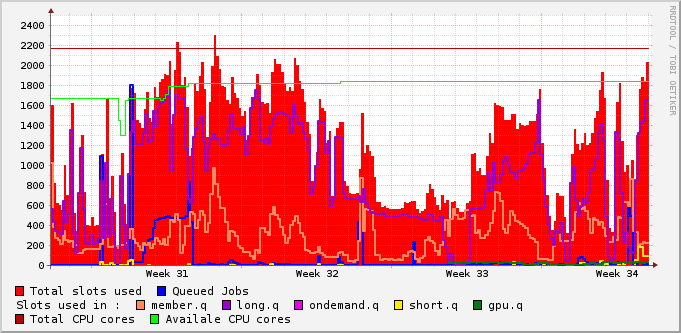 RRDTOOL / TOBI OETIKER
2400
2200
2000
1800
1600
1400
1200
1000
800
600
400
200
0
Week 31 Week 32 Week 33 Week 34
Total slots used Queued Jobs
Slots used in : member.q long.q ondemand.q short.q gpu.q
Total CPU cores Availale CPU cores